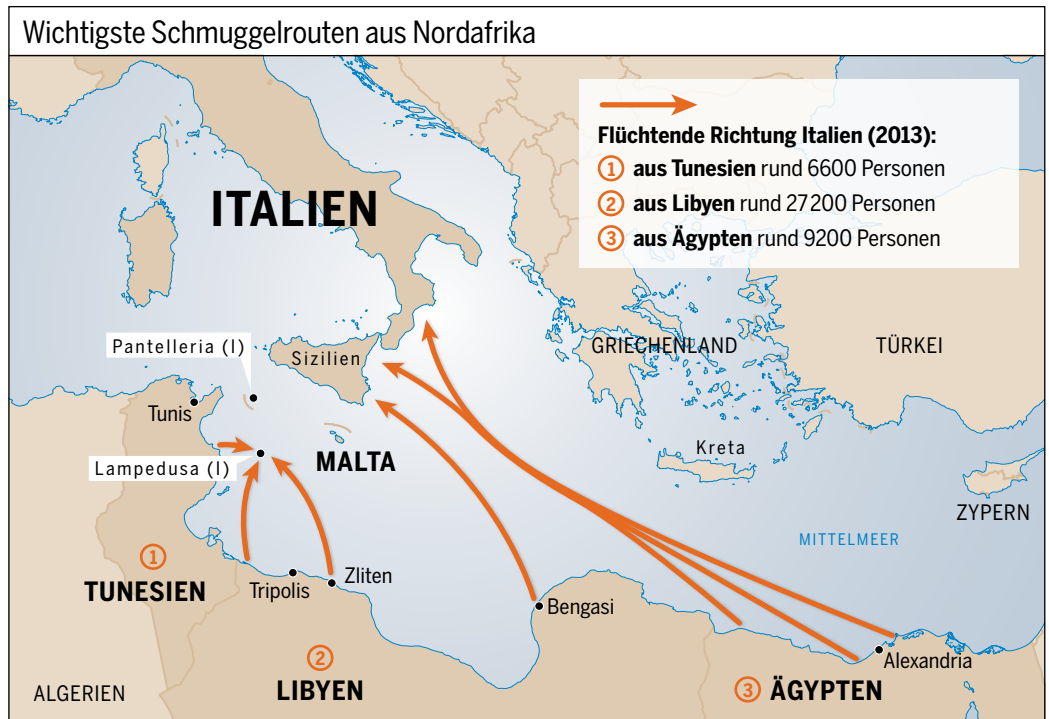 Wichtigste Schmuggelrouten aus Nordafrika
Flüchtende Richtung Italien (2013):
1 aus Tunesien rund 6600 Personen
2 aus Libyen rund 27 200 Personen
3 aus Ägypten rund 9200 Personen
ITALIEN
Pantelleria (I)
Sizilien
GRIECHENLAND
TÜRKEI
Tunis
Lampedusa (I)
MALTA
Kreta
ZYPERN
MITTELMEER
1
TUNESIEN
Tripolis
Zliten
Bengasi
Alexandria
2
LIBYEN
3 ÄGYPTEN
ALGERIEN